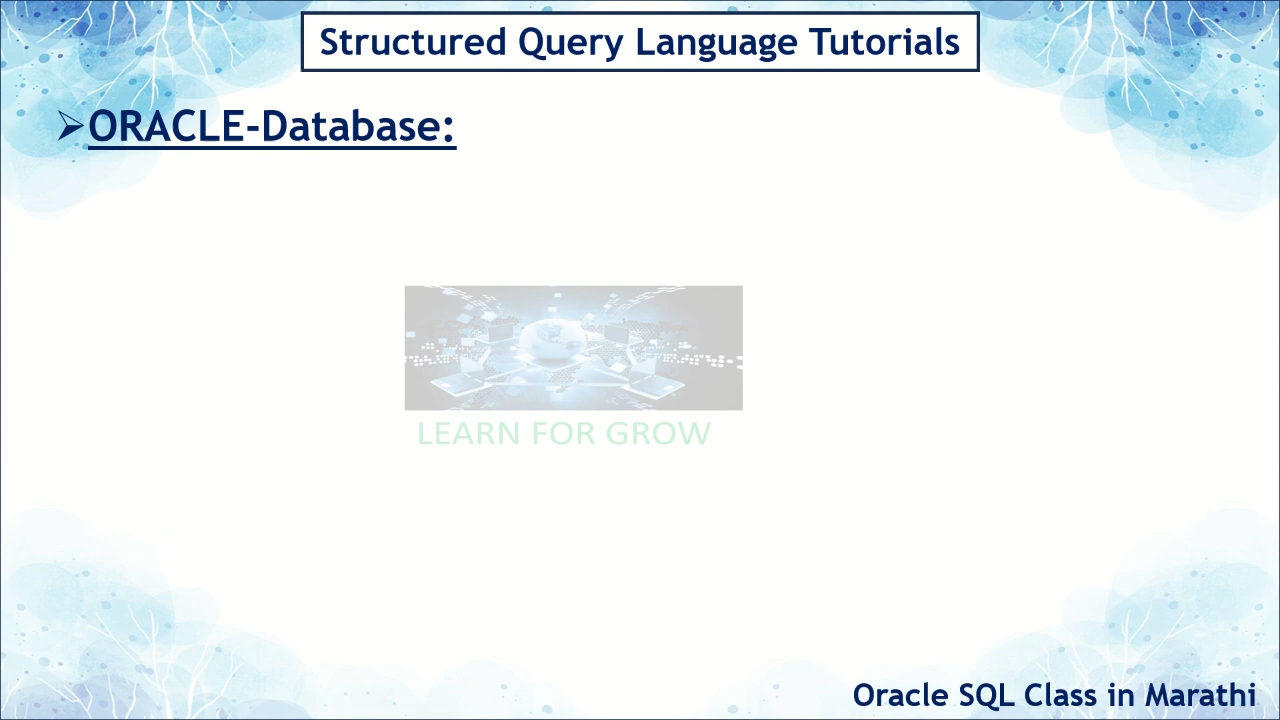 Structured Query Language Tutorials
➢ORACLE-Database:
LEARN FOR GROW
Oracle SQL Class in Marathi